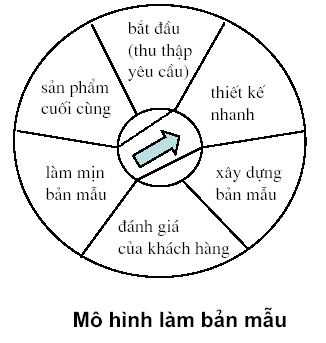 bắt đầu
(thu thập
yêu cầu)
thiết kế
nhanh
xây dựng
bản mẫu
đánh giá
của khách hàng
làm mịn
bản mẫu
sản phẩm
cuối cùng
Mô hình làm bản mẫu